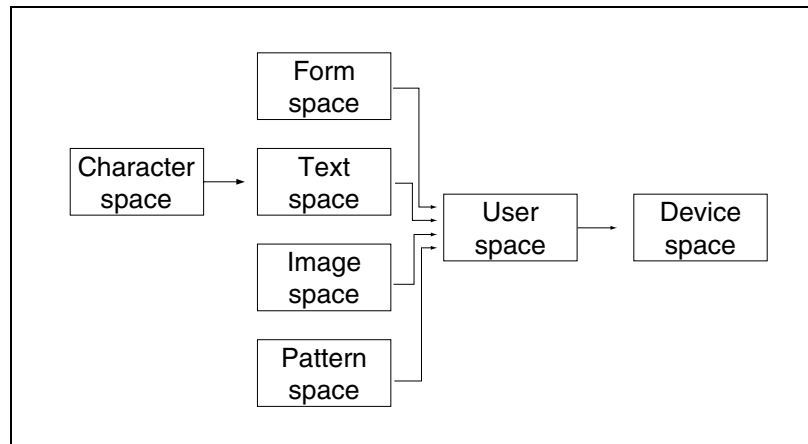 Form
space
Character
space
Text
space
Image
space
Pattern
space
User
space
Device
space